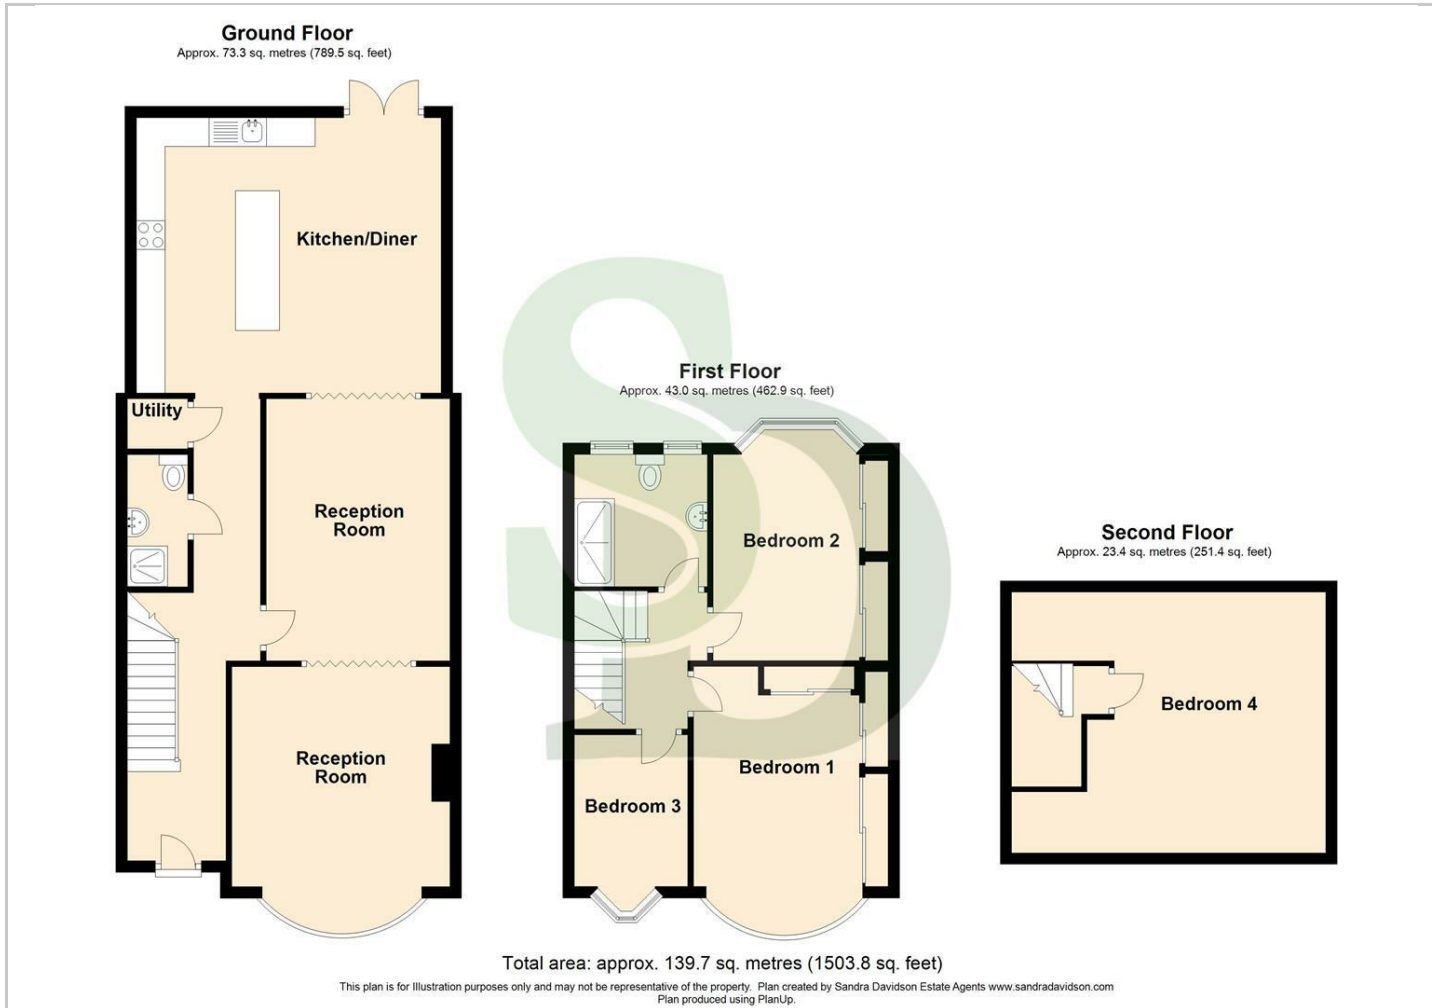 Ground Floor
Approx. 73.3 sq. metres (789.5 sq. feet)
Kitchen/Diner
Utility
Reception
Room
Reception
Room
First Floor
Approx. 43.0 sq. metres (462.9 sq. feet)
Bedroom 2
Bedroom 1
Bedroom 3
Second Floor
Approx. 23.4 sq. metres (251.4 sq. feet)
Bedroom 4
SD
Total area: approx. 139.7 sq. metres (1503.8 sq. feet)
This plan is for Illustration purposes only and may not be representative of the property. Plan created by Sandra Davidson Estate Agents www.sandradavidson.com
Plan produced using PlanUp.